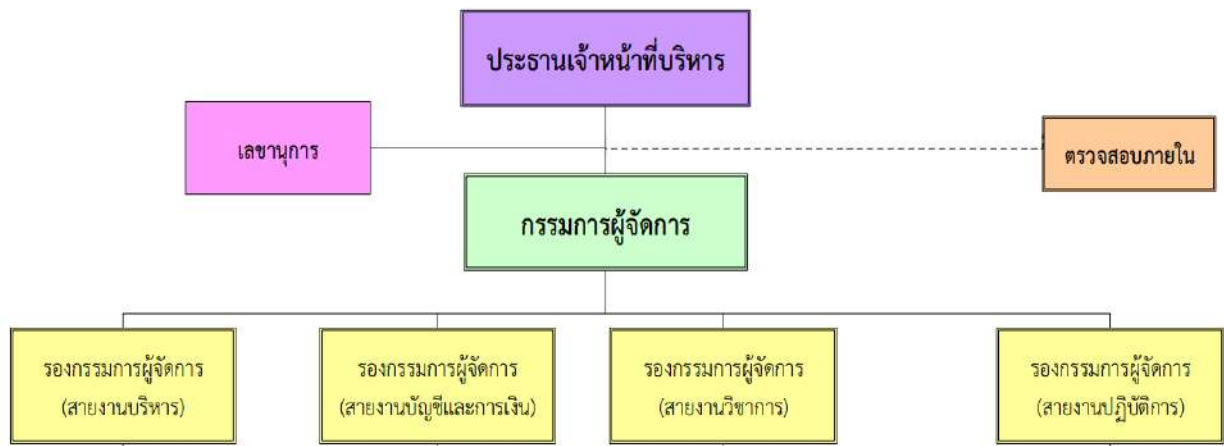 ประธานเจ้าหน้าที่บริหาร
เลขานุการ
ตรวจสอบภายใน
กรรมการผู้จัดการ
รองกรรมการผู้จัดการ
(สายงานบริหาร)
รองกรรมการผู้จัดการ
(สายงานบัญชีและการเงิน)
รองกรรมการผู้จัดการ
(สายงานวิชาการ)
รองกรรมการผู้จัดการ
(สายงานปฏิบัติการ)